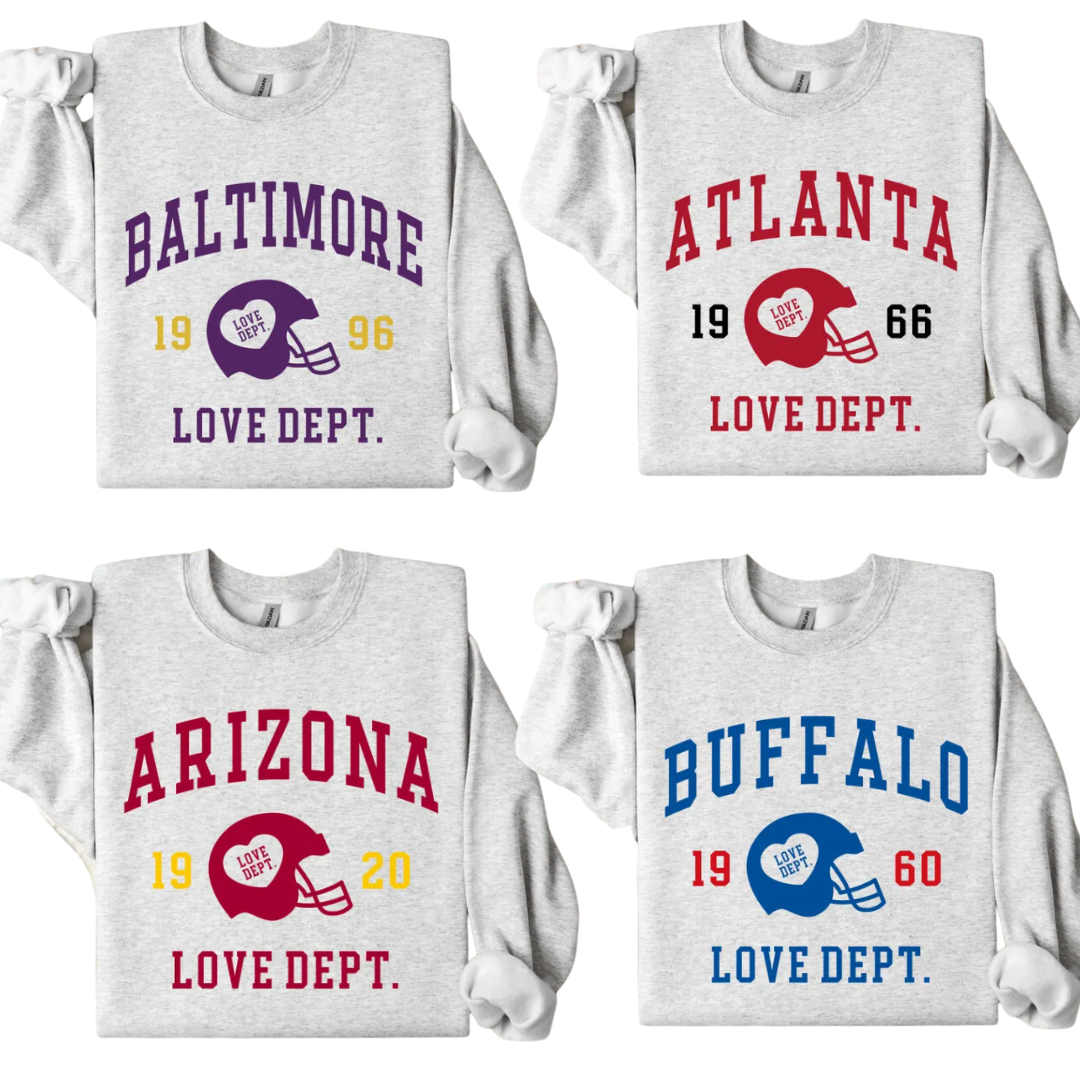 BALTIMORE
19 96
LOVE
DEPT.
LOVE DEPT.
ATLANTA
19 66
LOVE
DEPT.
LOVE DEPT.
ARIZONA
19 20
LOVE
DEPT.
LOVE DEPT.
BUFFALO
19 60
LOVE
DEPT.
LOVE DEPT.